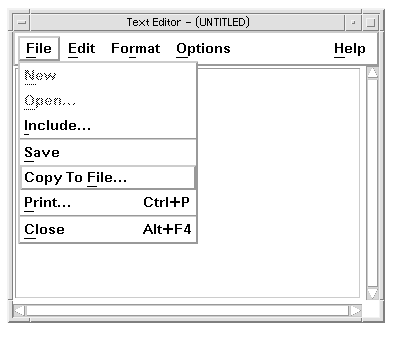 Text Editor - (UNTITLED)
File Edit Format Options Help
New
Open...
Include...
Save
Copy To File...
Print... Ctrl+P
Close Alt+F4